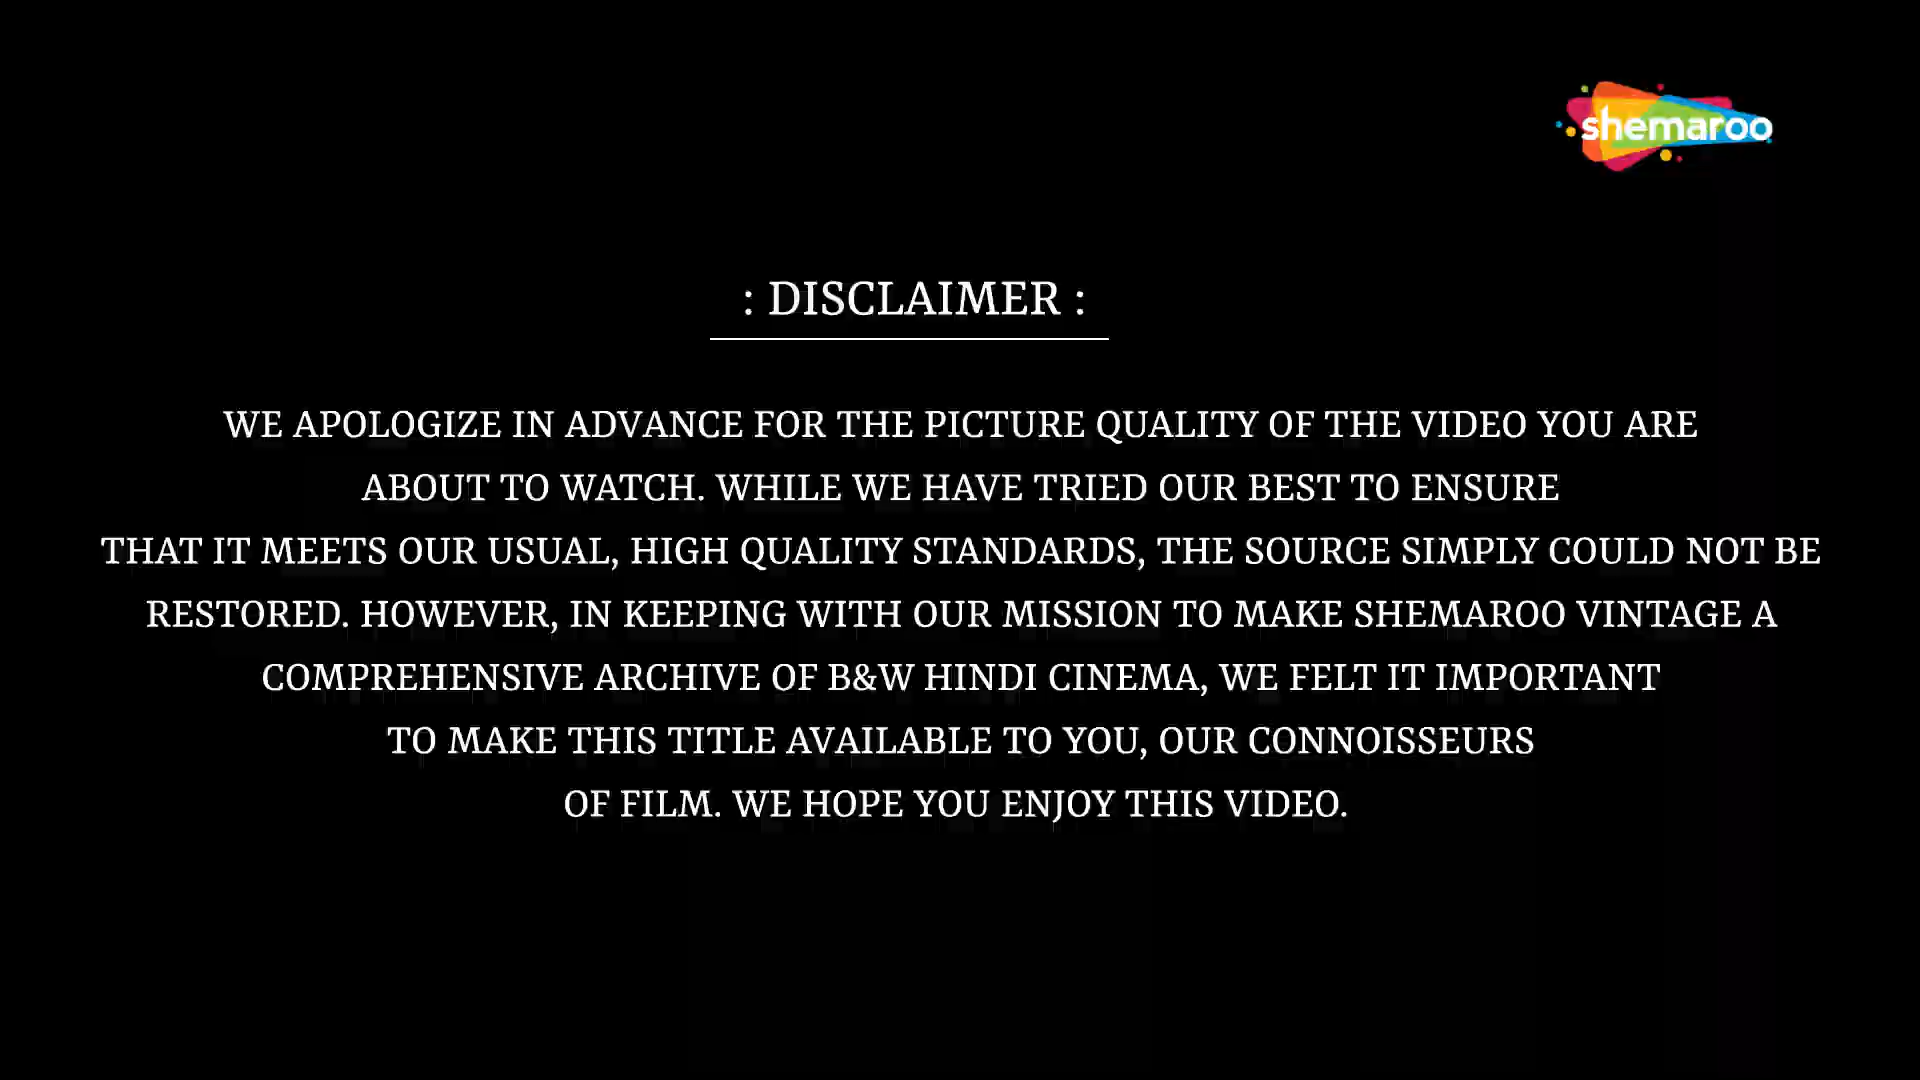 shemaroo
: DISCLAIMER :
WE APOLOGIZE IN ADVANCE FOR THE PICTURE QUALITY OF THE VIDEO YOU ARE
ABOUT TO WATCH. WHILE WE HAVE TRIED OUR BEST TO ENSURE
THAT IT MEETS OUR USUAL, HIGH QUALITY STANDARDS, THE SOURCE SIMPLY COULD NOT BE
RESTORED. HOWEVER, IN KEEPING WITH OUR MISSION TO MAKE SHEMAROO VINTAGE A
COMPREHENSIVE ARCHIVE OF B&W HINDI CINEMA, WE FELT IT IMPORTANT
TO MAKE THIS TITLE AVAILABLE TO YOU, OUR CONNOISSEURS
OF FILM. WE HOPE YOU ENJOY THIS VIDEO.